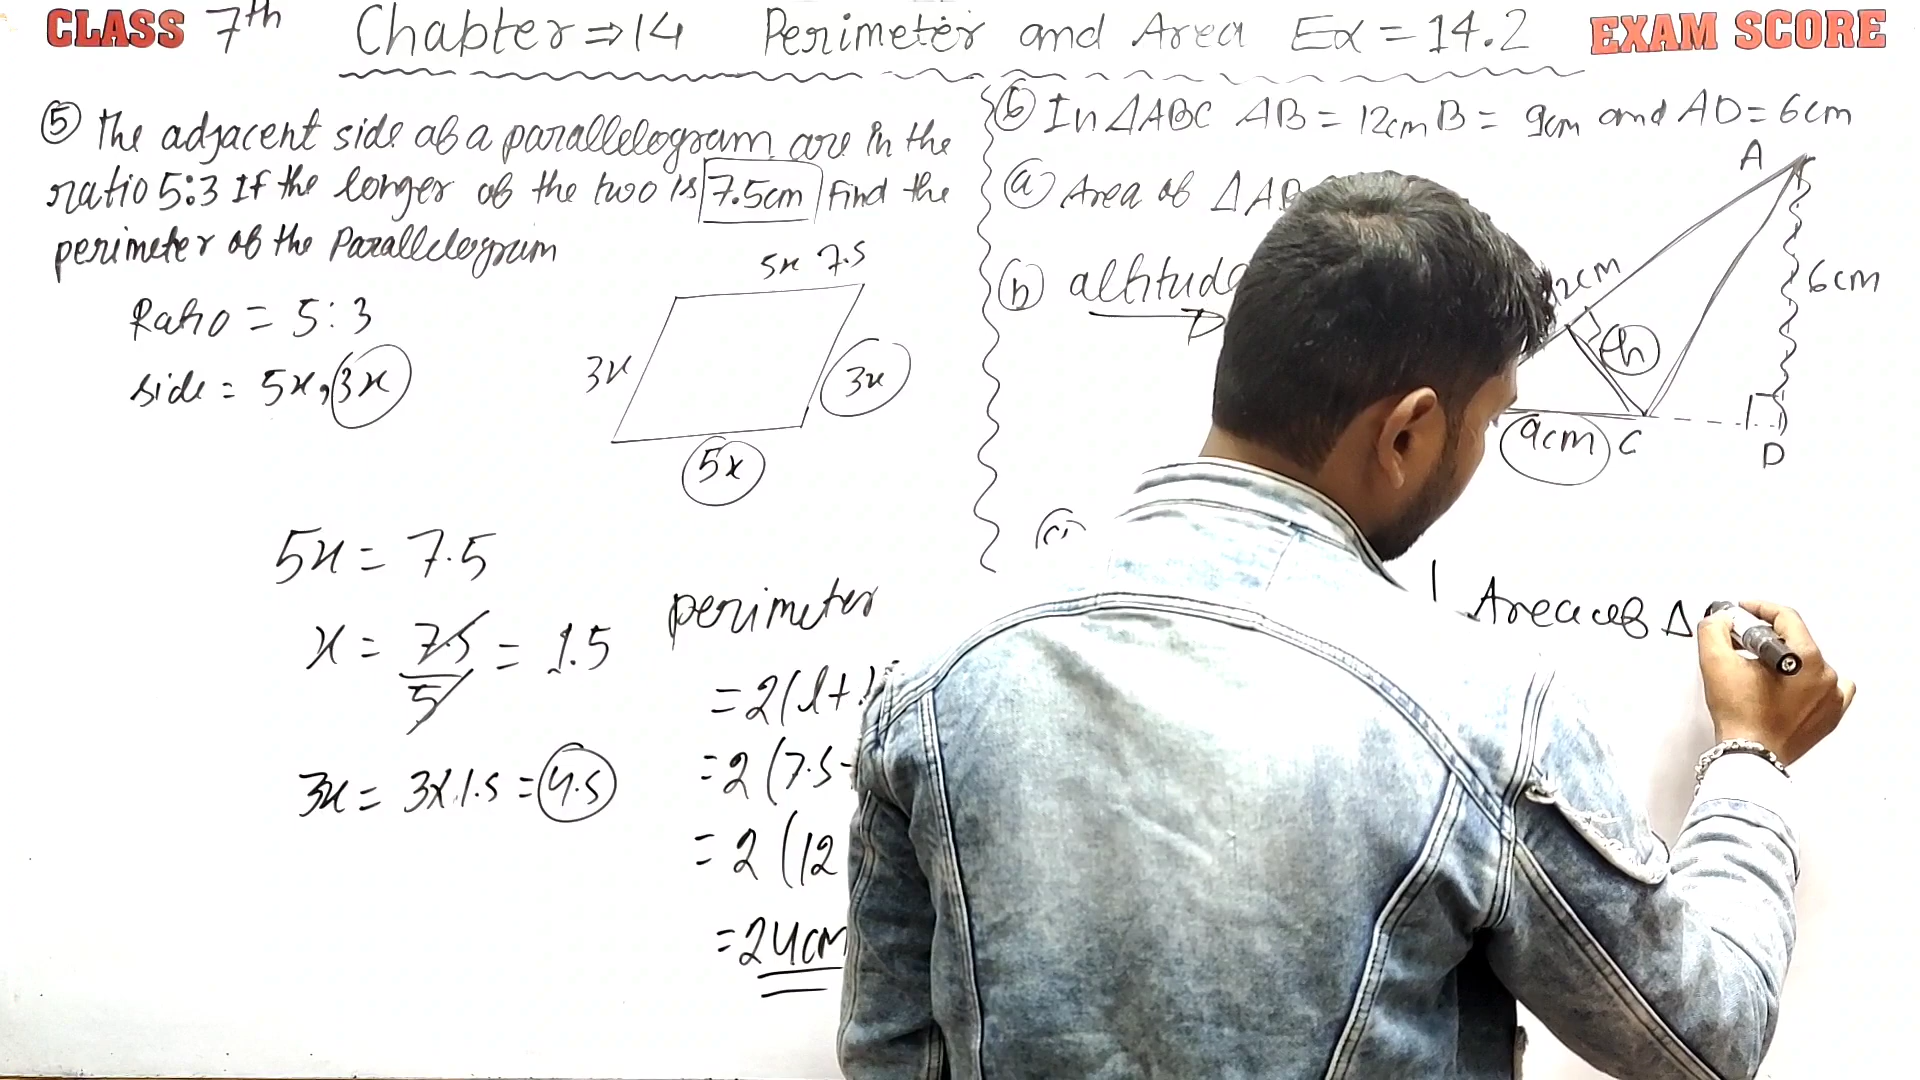 CLASS 7th Chapter ⇒ 14 Perimeter and Area Ex = 14.2 EXAM SCORE
⑤ The adjacent side of a parallelogram are in the
ratio 5:3 If the longer of the two is 7.5cm Find the
perimeter of the Parallelogram
Ratio = 5:3
side = 5x, 3x
5x 7.5
3x
3x
5x
5x = 7.5
x = 7.5/5 = 1.5
3x = 3x1.5 = 4.5
perimeter
= 2(l+
= 2(7.5
= 2(12
= 24cm
⑥ In ΔABC AB = 12cm B = 9cm and AD = 6cm
ⓐ Area of ΔAB
ⓑ altitude
A
12cm
6cm
h
9cm C
D
(i)
Area of Δ